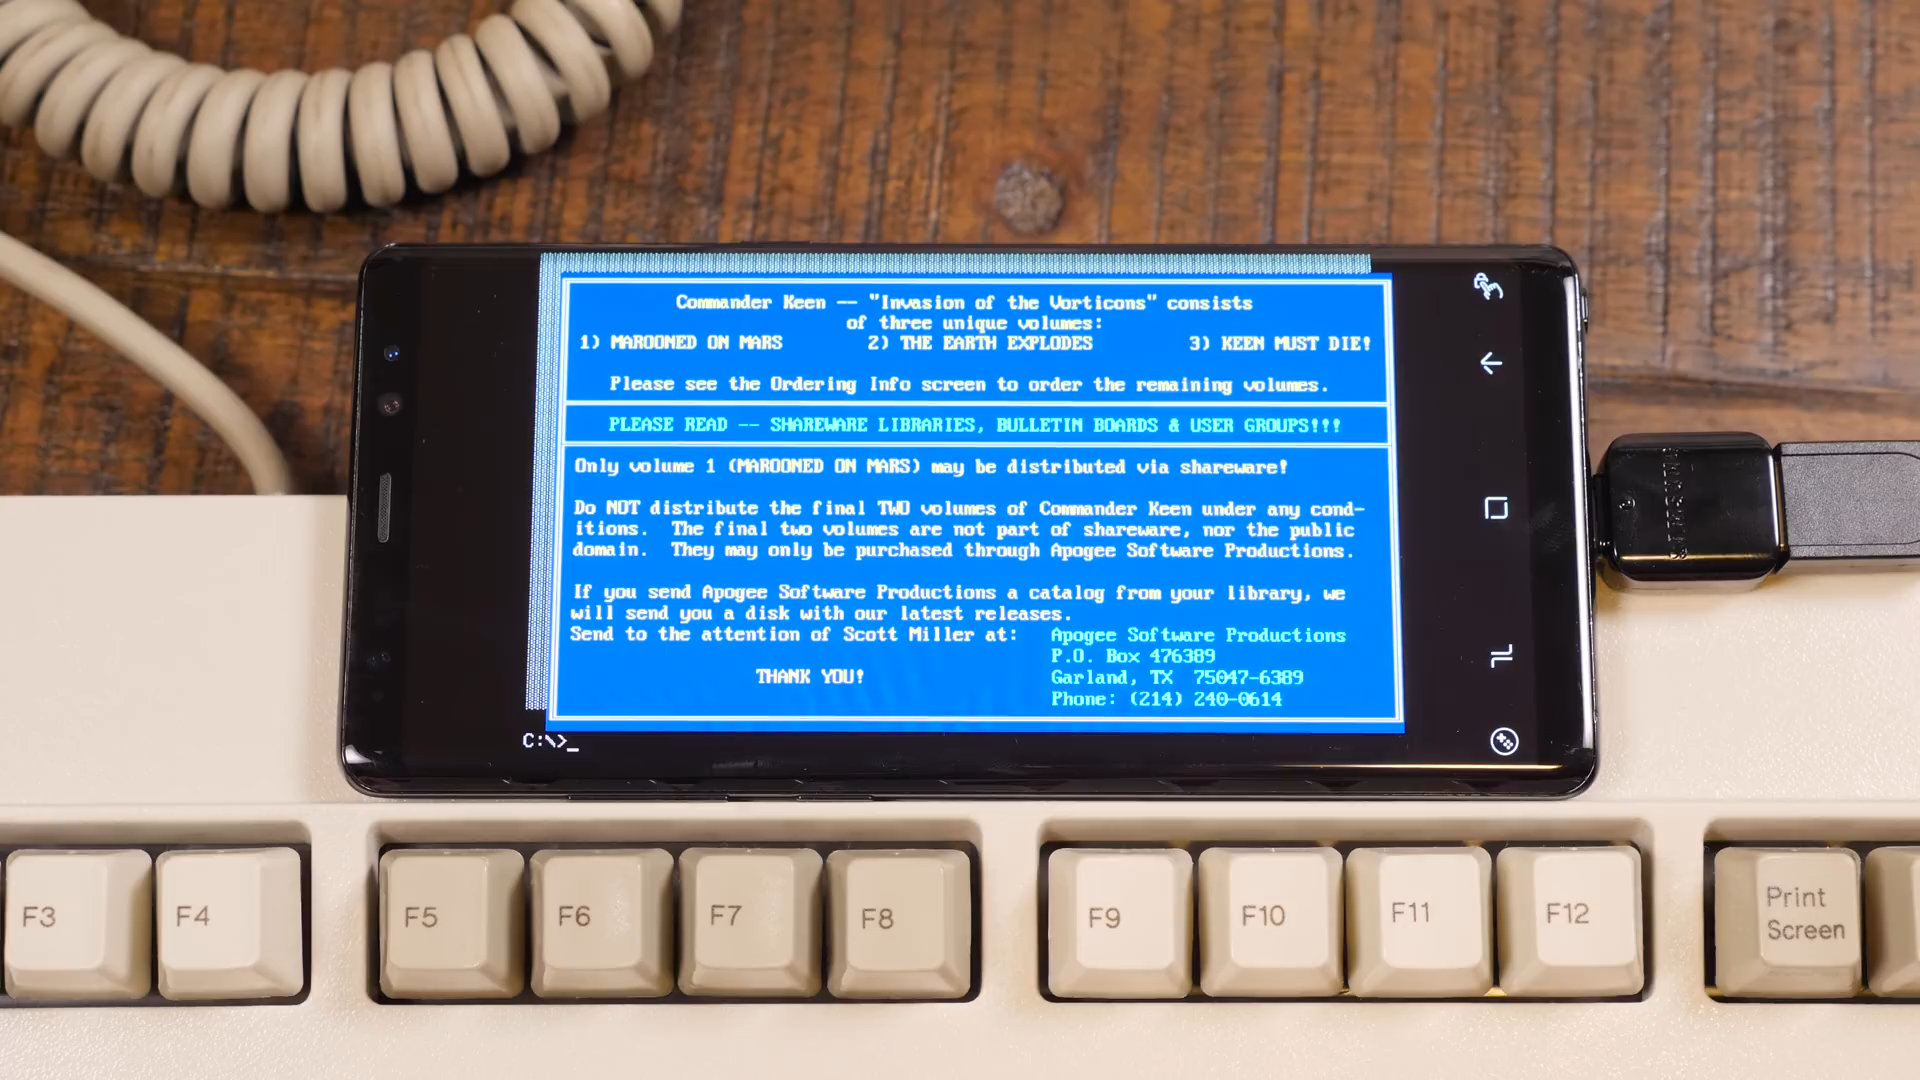 Commander Keen -- "Invasion of the Vorticons" consists
of three unique volumes:
1) MAROONED ON MARS 2) THE EARTH EXPLODES 3) KEEN MUST DIE!
Please see the Ordering Info screen to order the remaining volumes.
PLEASE READ -- SHAREWARE LIBRARIES, BULLETIN BOARDS & USER GROUPS!!!
Only volume 1 (MAROONED ON MARS) may be distributed via shareware!
Do NOT distribute the final TWO volumes of Commander Keen under any cond-
itions. The final two volumes are not part of shareware, nor the public
domain. They may only be purchased through Apogee Software Productions.
If you send Apogee Software Productions a catalog from your library, we
will send you a disk with our latest releases.
Send to the attention of Scott Miller at: Apogee Software Productions
P.O. Box 476389
THANK YOU! Garland, TX 75047-6389
Phone: (214) 240-0614
C:\>_
SAMSUNG
F3 F4 F5 F6 F7 F8 F9 F10 F11 F12 Print
Screen